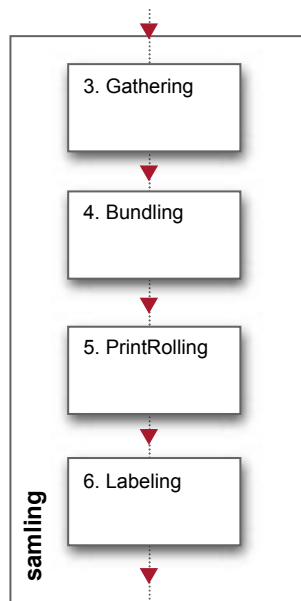 3. Gathering
4. Bundling
5. PrintRolling
6. Labeling
samling